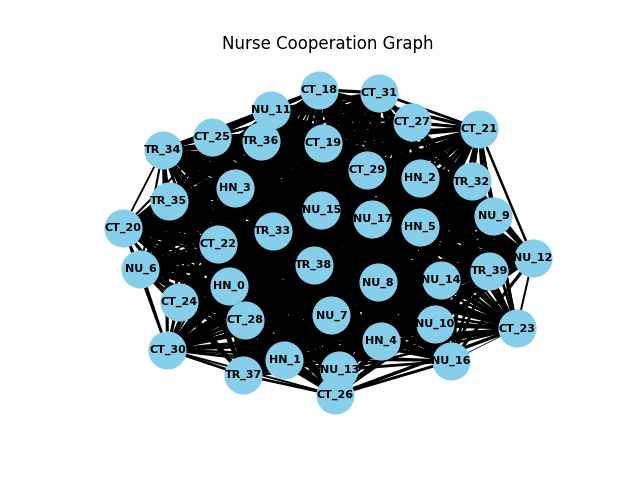 Nurse Cooperation Graph
CT_18
CT_31
NU_11
CT_27
CT_21
CT_25
TR_36
CT_19
TR_34
CT_29
HN_2
TR_32
HN_3
TR_35
NU_15
NU_17
NU_9
CT_20
TR_33
HN_5
CT_22
NU_12
NU_6
TR_38
TR_39
HN_0
NU_8
NU_14
CT_24
CT_28
NU_7
NU_10
CT_23
CT_30
HN_4
HN_1
NU_16
TR_37
NU_13
CT_26